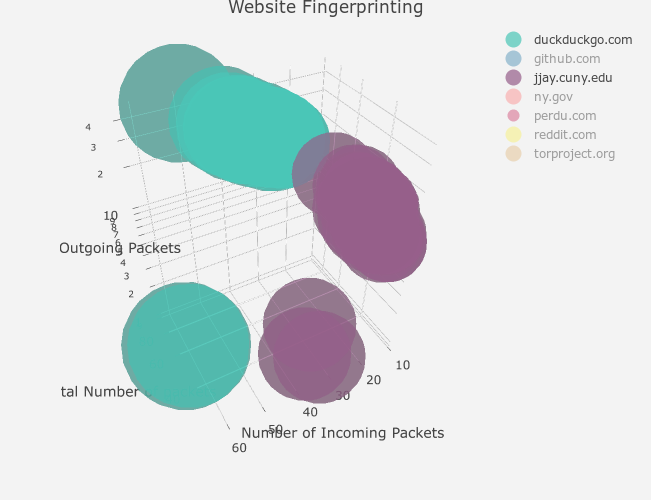 Website Fingerprinting
duckduckgo.com
github.com
jjay.cuny.edu
ny.gov
perdu.com
reddit.com
torproject.org
4
3
2
10
9
8
7
6
5
4
3
2
Outgoing Packets
tal Number
10
20
30
40
50
60
Number of Incoming Packets